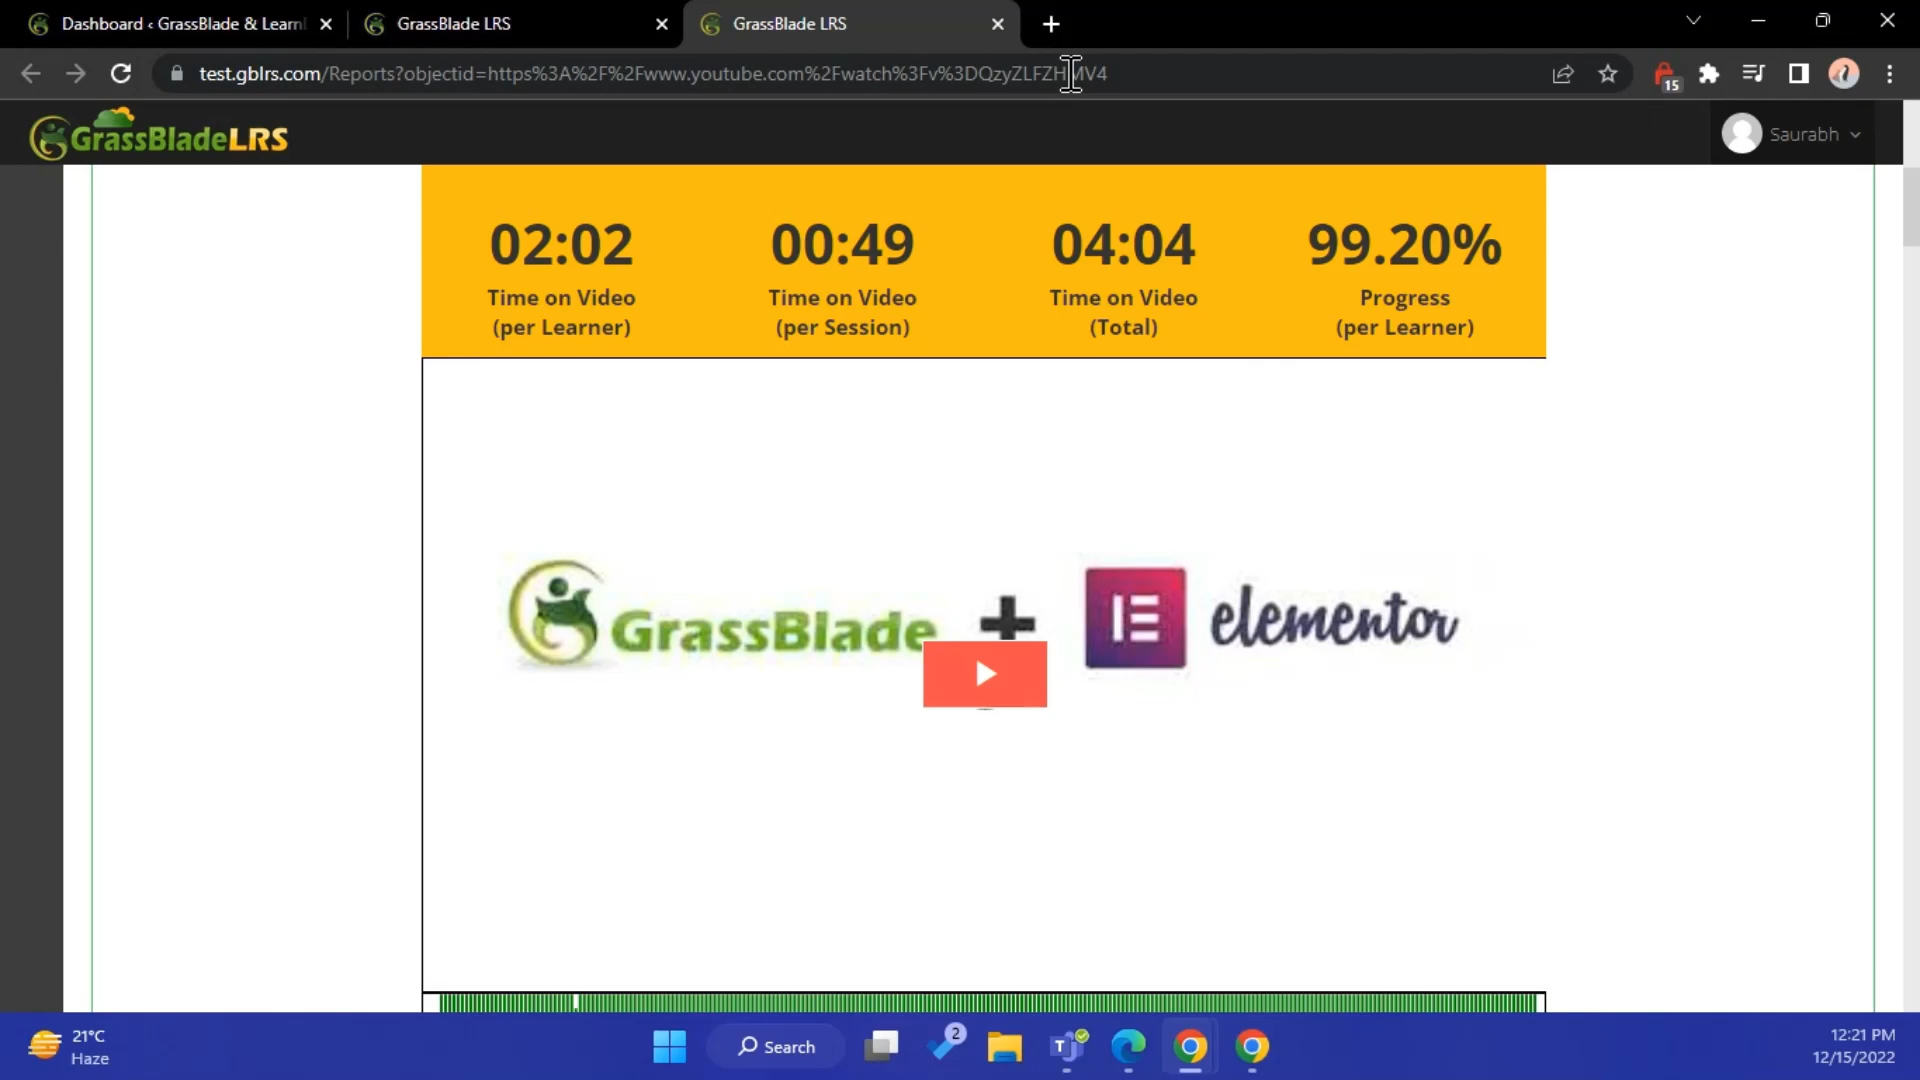 Dashboard ‹ GrassBlade & Learn
GrassBlade LRS
GrassBlade LRS
test.gblrs.com/Reports?objectid=https%3A%2F%2Fwww.youtube.com%2Fwatch%3Fv%3DQzyZLFZHMV4
15
GrassBladeLRS
Saurabh
02:02
Time on Video
(per Learner)
00:49
Time on Video
(per Session)
04:04
Time on Video
(Total)
99.20%
Progress
(per Learner)
GrassBlade + elementor
21°C
Haze
Search
2
T
12:21 PM
12/15/2022